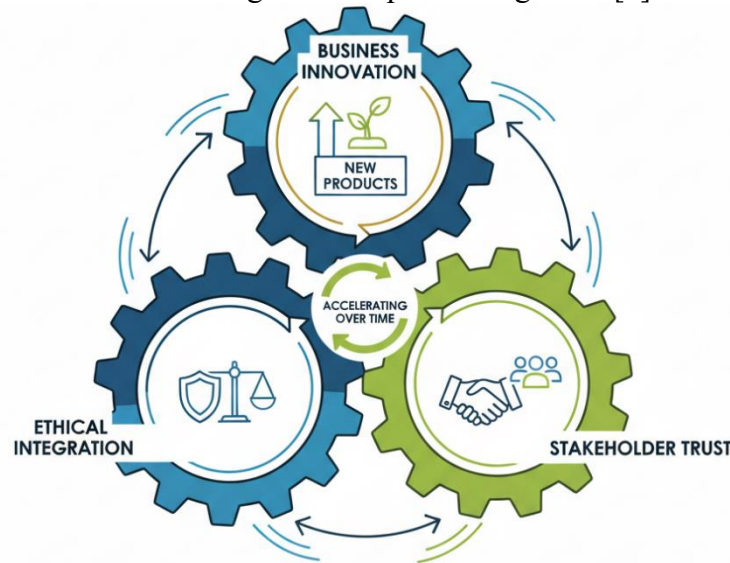 BUSINESS
INNOVATION
NEW
PRODUCTS
ACCELERATING
OVER TIME
ETHICAL
INTEGRATION
STAKEHOLDER TRUST